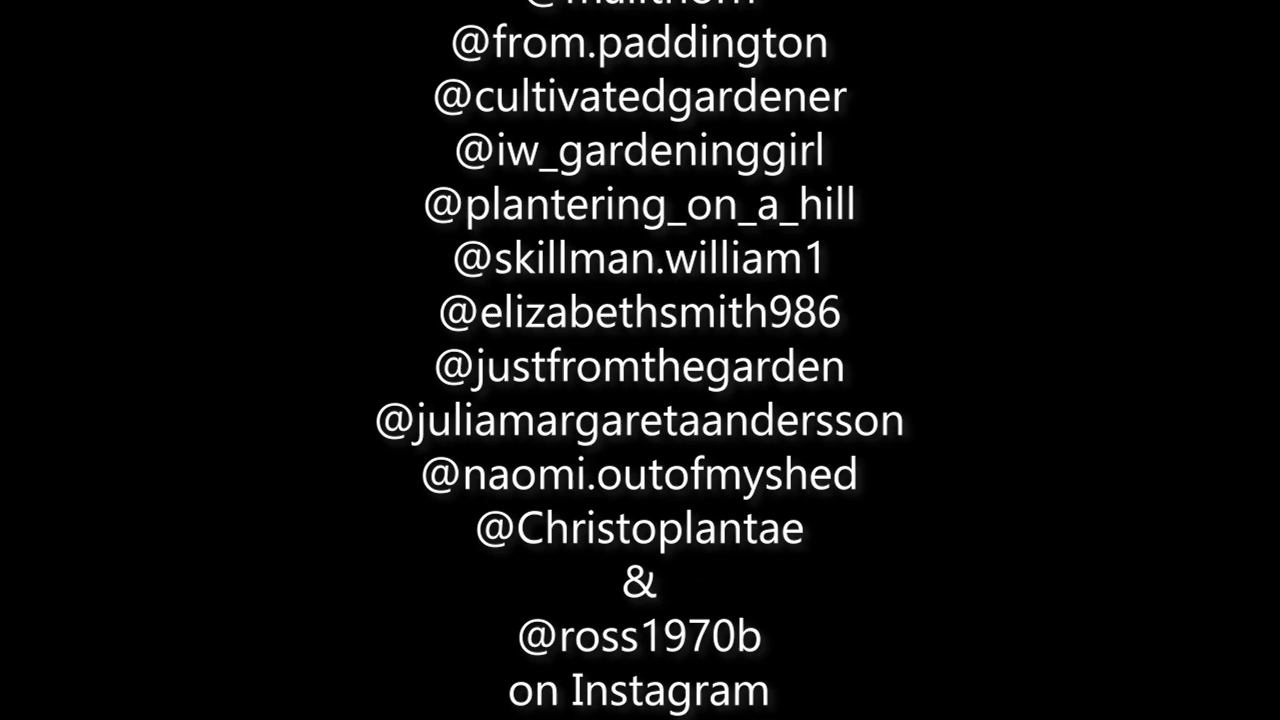 @from.paddington
@cultivatedgardener
@iw_gardeninggirl
@plantering_on_a_hill
@skillman.william1
@elizabethsmith986
@justfromthegarden
@juliamargaretaandersson
@naomi.outofmyshed
@Christoplantae
&
@ross1970b
on Instagram